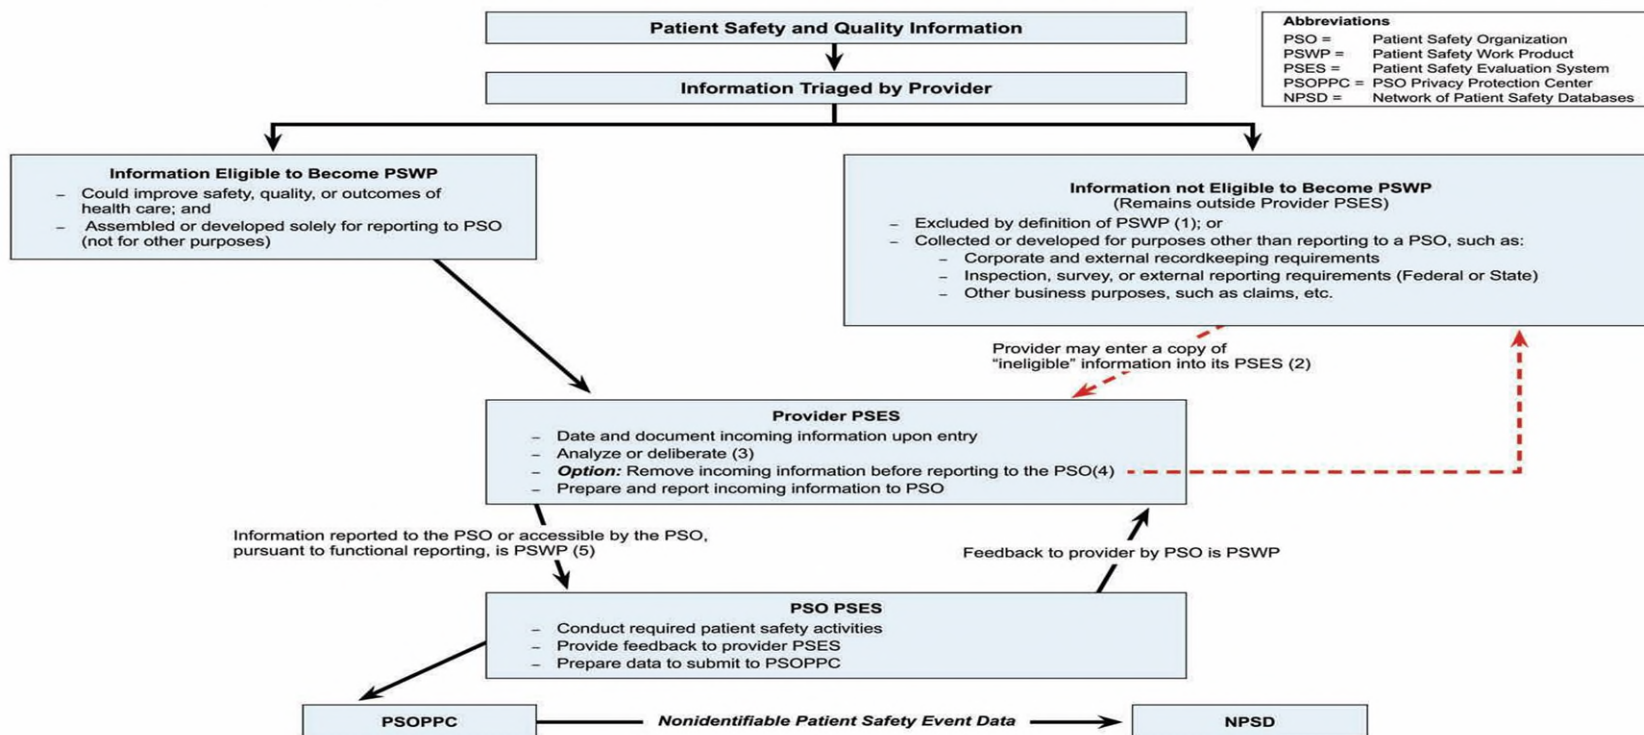 Patient Safety and Quality Information
Abbreviations
PSO = Patient Safety Organization
PSWP = Patient Safety Work Product
PSES = Patient Safety Evaluation System
PSOPPC = PSO Privacy Protection Center
NPSD = Network of Patient Safety Databases
Information Triaged by Provider
Information Eligible to Become PSWP
– Could improve safety, quality, or outcomes of
health care; and
– Assembled or developed solely for reporting to PSO
(not for other purposes)
Information not Eligible to Become PSWP
(Remains outside Provider PSES)
– Excluded by definition of PSWP (1); or
– Collected or developed for purposes other than reporting to a PSO, such as:
– Corporate and external recordkeeping requirements
– Inspection, survey, or external reporting requirements (Federal or State)
– Other business purposes, such as claims, etc.
Provider may enter a copy of
“ineligible” information into its PSES (2)
Provider PSES
– Date and document incoming information upon entry
– Analyze or deliberate (3)
– Option: Remove incoming information before reporting to the PSO(4)
– Prepare and report incoming information to PSO
Information reported to the PSO or accessible by the PSO,
pursuant to functional reporting, is PSWP (5)
Feedback to provider by PSO is PSWP
PSO PSES
– Conduct required patient safety activities
– Provide feedback to provider PSES
– Prepare data to submit to PSOPPC
PSOPPC
Nonidentifiable Patient Safety Event Data
NPSD